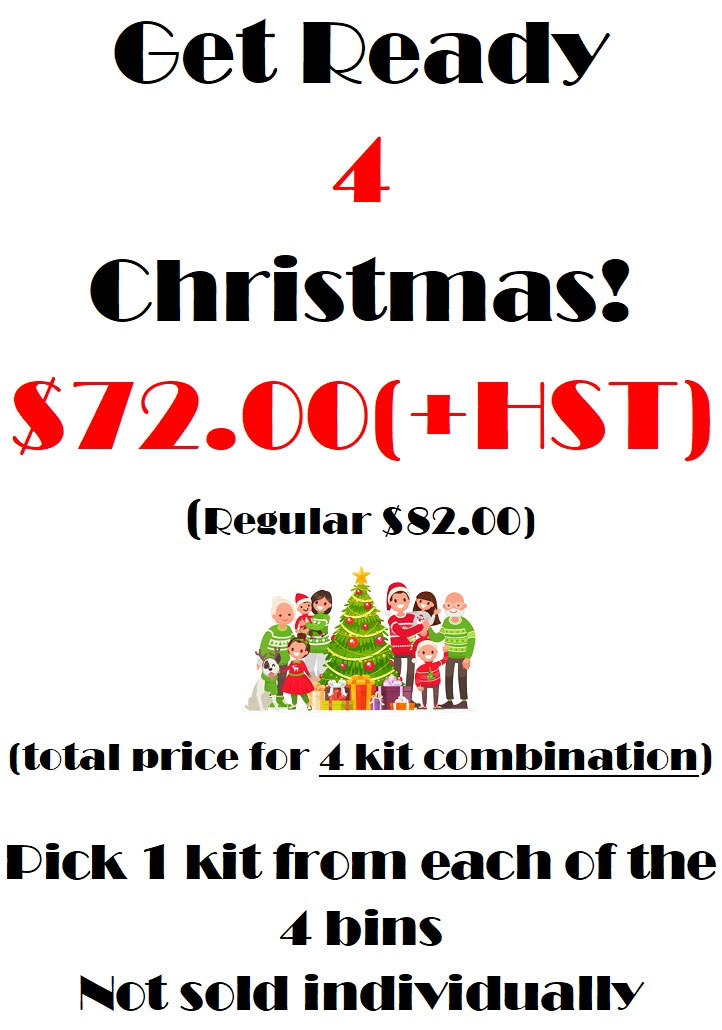 Get Ready
4
Christmas!
$72.00(+HST)
(Regular $82.00)
(total price for 4 kit combination)
Pick 1 kit from each of the
4 bins
Not sold individually